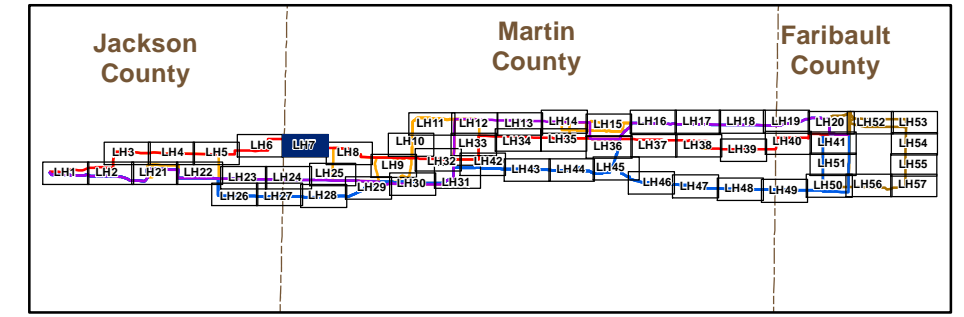 Jackson
County
Martin
County
Faribault
County
LH11
LH12
LH13
LH14
LH15
LH16
LH17
LH18
LH19
LH20
LH52
LH53
LH3
LH4
LH5
LH6
LH7
LH8
LH10
LH33
LH34
LH35
LH36
LH37
LH38
LH39
LH40
LH41
LH54
LH1
LH2
LH21
LH22
LH23
LH24
LH25
LH9
LH32
LH42
LH43
LH44
LH45
LH51
LH55
LH26
LH27
LH28
LH29
LH30
LH31
LH46
LH47
LH48
LH49
LH50
LH56
LH57